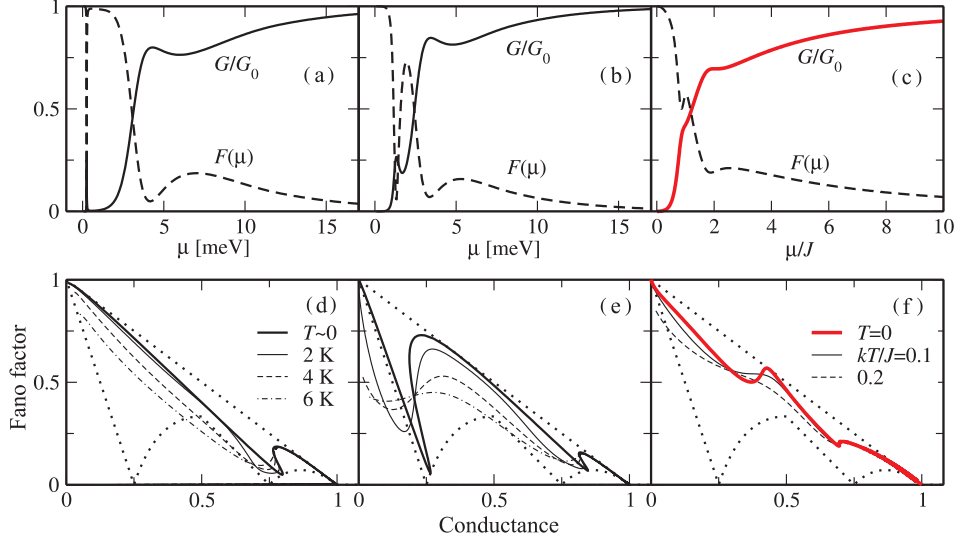 1
0.5
0
G/G₀
(a)
F(μ)
0 5 10 15
μ [meV]
G/G₀
(b)
F(μ)
0 5 10 15
μ [meV]
G/G₀
(c)
F(μ)
0 2 4 6 8 10
μ/J
Fano factor
1
0.5
0
(d)
T~0
2 K
4 K
6 K
0 0.5 1
(e)
0 0.5 1
(f)
T=0
kT/J=0.1
0.2
0 0.5 1
Conductance